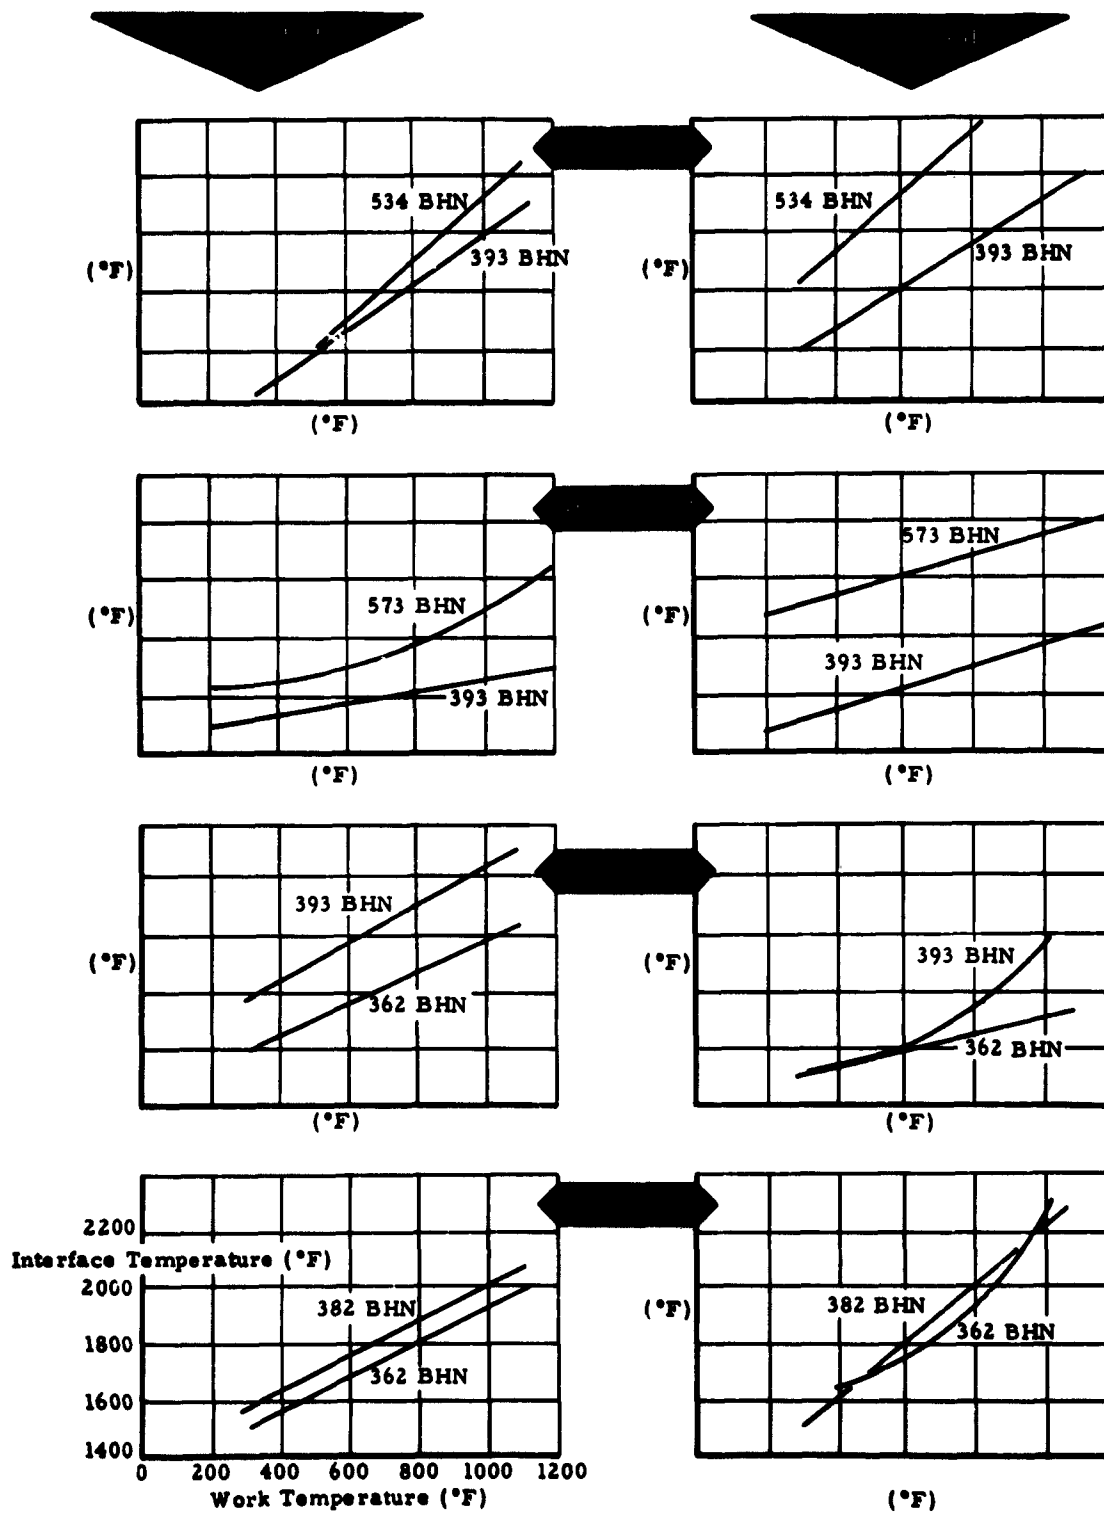 534 BHN
393 BHN
(°F)
(°F)
534 BHN
393 BHN
(°F)
(°F)
573 BHN
393 BHN
(°F)
(°F)
573 BHN
393 BHN
(°F)
(°F)
393 BHN
362 BHN
(°F)
(°F)
393 BHN
362 BHN
(°F)
(°F)
2200
Interface Temperature (°F)
2000
1800
1600
1400
382 BHN
362 BHN
0 200 400 600 800 1000 1200
Work Temperature (°F)
382 BHN
362 BHN
(°F)
(°F)